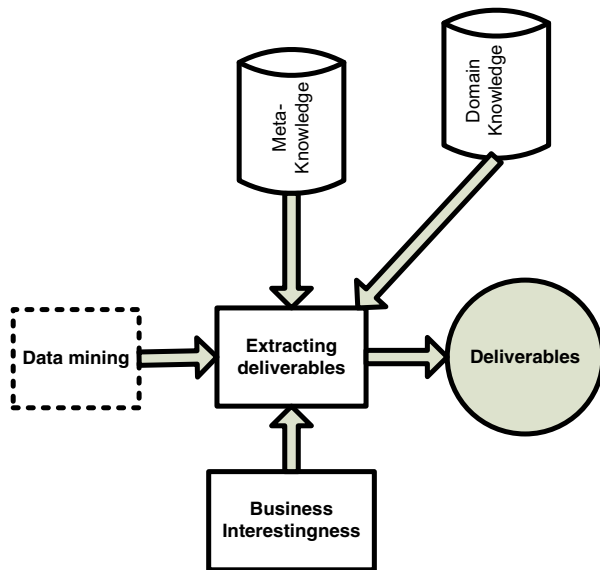 Meta-
Knowledge
Domain
Knowledge
Data mining
Extracting
deliverables
Deliverables
Business
Interestingness